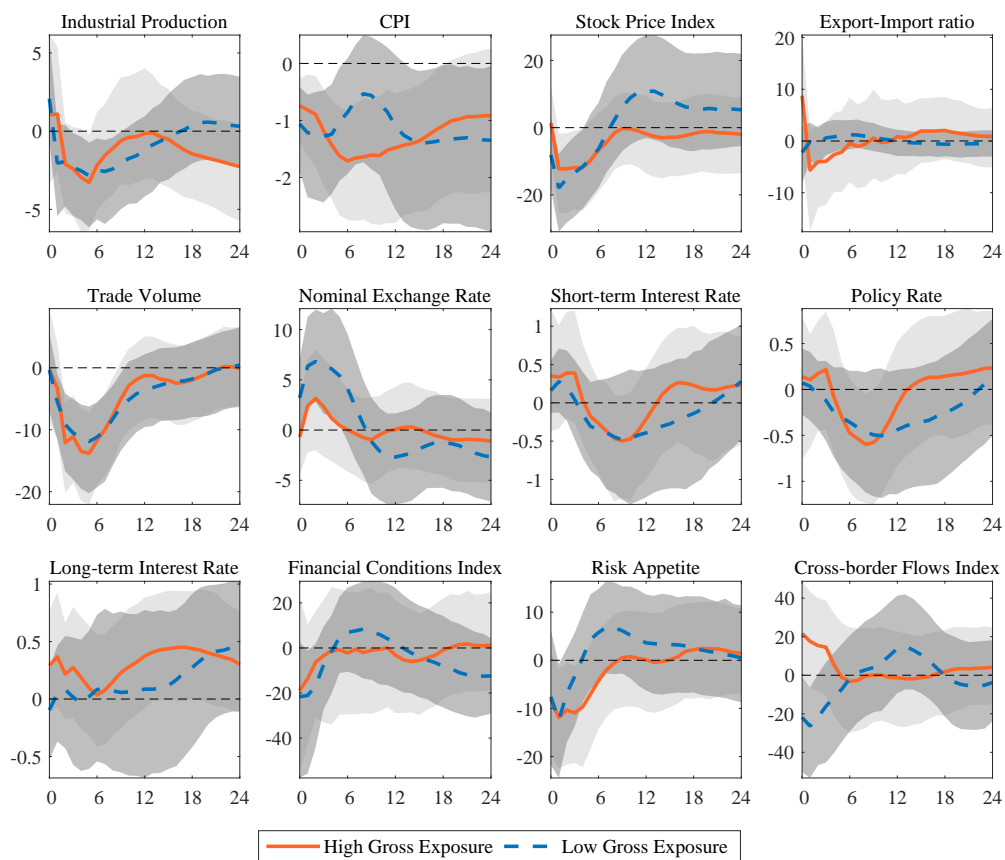 Industrial Production CPI Stock Price Index Export-Import ratio
5 0 -5
0 6 12 18 24
0 -2
0 6 12 18 24
20 0 -20
0 6 12 18 24
20 10 0 -10
0 6 12 18 24
Trade Volume Nominal Exchange Rate Short-term Interest Rate Policy Rate
0 -10 -20
0 6 12 18 24
10 5 0 -5
0 6 12 18 24
1 0.5 0 -0.5 -1
0 6 12 18 24
0.5 0 -0.5 -1
0 6 12 18 24
Long-term Interest Rate Financial Conditions Index Risk Appetite Cross-border Flows Index
1 0.5 0 -0.5
0 6 12 18 24
20 0 -20 -40
0 6 12 18 24
10 0 -10 -20
0 6 12 18 24
40 20 0 -20 -40
0 6 12 18 24
High Gross Exposure Low Gross Exposure